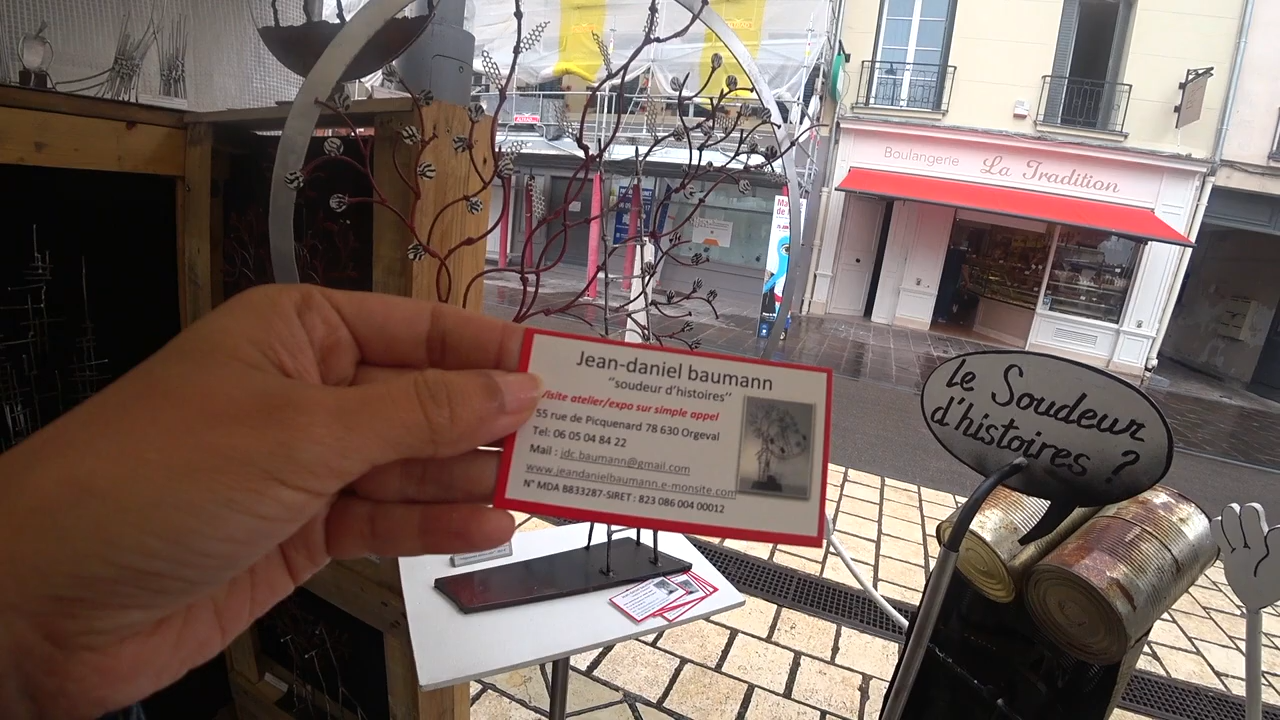 Boulangerie La Tradition
Jean-daniel baumann
"soudeur d'histoires"
Visite atelier/expo sur simple appel
55 rue de Picquenard 78 630 Orgeval
Tel: 06 05 04 84 22
Mail : jdc.baumann@gmail.com
www.jeandanielbaumann.e-monsite.com
N° MDA B833287-SIRET : 823 086 004 00012
le Soudeur
d'histoires ?